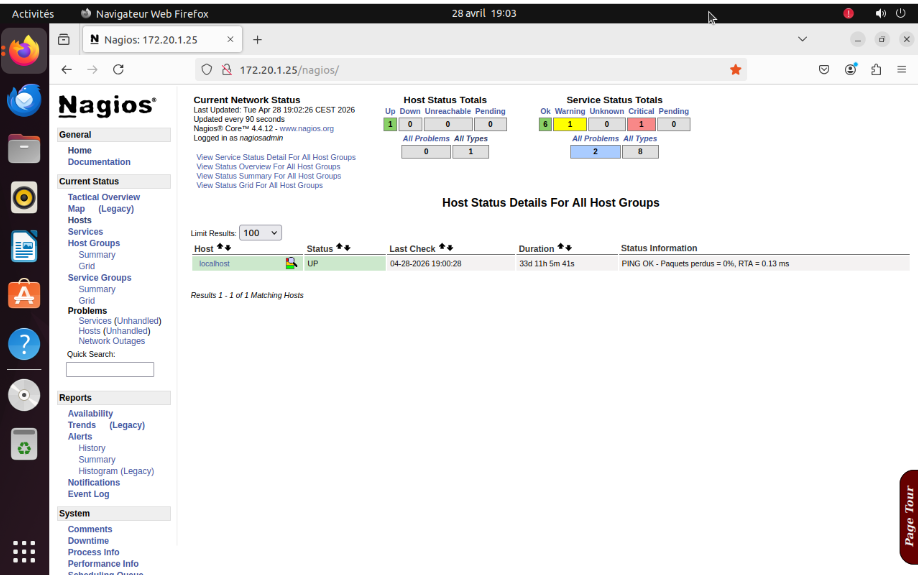 Activités Navigateur Web Firefox 28 avril 19:03
Nagios: 172.20.1.25
172.20.1.25/nagios/
Nagios®
General
Home
Documentation
Current Status
Tactical Overview
Map (Legacy)
Hosts
Services
Host Groups
Summary
Grid
Service Groups
Summary
Grid
Problems
Services (Unhandled)
Hosts (Unhandled)
Network Outages
Quick Search:
Reports
Availability
Trends (Legacy)
Alerts
History
Summary
Histogram (Legacy)
Notifications
Event Log
System
Comments
Downtime
Process Info
Performance Info
Scheduling Queue
Current Network Status
Last Updated: Tue Apr 28 19:02:26 CEST 2026
Updated every 90 seconds
Nagios® Core™ 4.4.12 - www.nagios.org
Logged in as nagiosadmin
View Service Status Detail For All Host Groups
View Status Overview For All Host Groups
View Status Summary For All Host Groups
View Status Grid For All Host Groups
Host Status Totals
Up Down Unreachable Pending
1 0 0 0
All Problems All Types
0 1
Service Status Totals
Ok Warning Unknown Critical Pending
6 1 0 1 0
All Problems All Types
2 8
Host Status Details For All Host Groups
Limit Results: 100
Host Status Last Check Duration Status Information
localhost UP 04-28-2026 19:00:28 33d 11h 5m 41s PING OK - Paquets perdus = 0%, RTA = 0.13 ms
Results 1 - 1 of 1 Matching Hosts
Page Tour